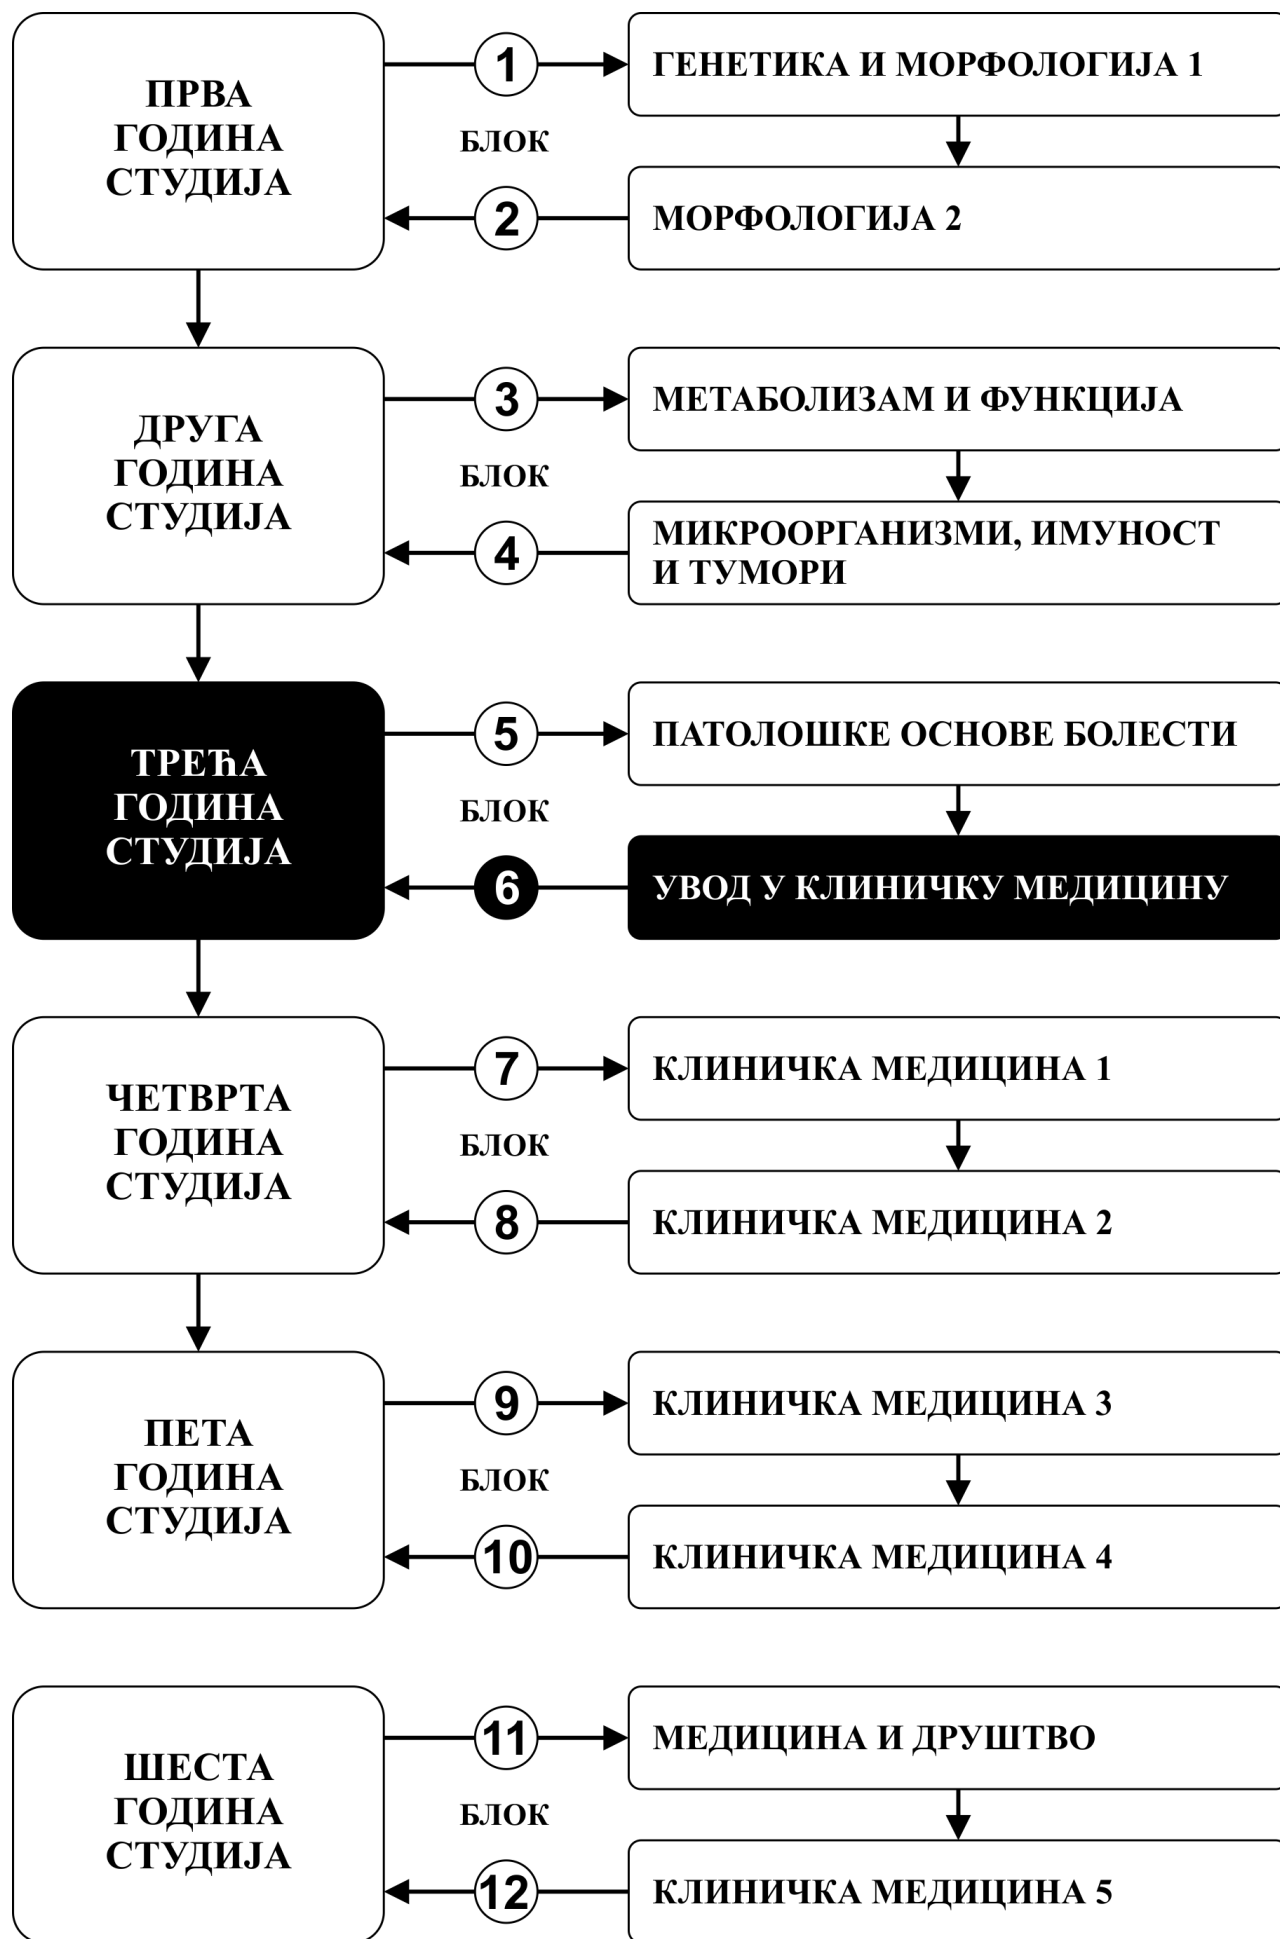 ПРВА
ГОДИНА
СТУДИЈА
1
БЛОК
2
ГЕНЕТИКА И МОРФОЛОГИЈА 1
МОРФОЛОГИЈА 2
ДРУГА
ГОДИНА
СТУДИЈА
3
БЛОК
4
МЕТАБОЛИЗАМ И ФУНКЦИЈА
МИКРООРГАНИЗМИ, ИМУНОСТ
И ТУМОРИ
ТРЕЋА
ГОДИНА
СТУДИЈА
5
БЛОК
6
ПАТОЛОШКЕ ОСНОВЕ БОЛЕСТИ
УВОД У КЛИНИЧКУ МЕДИЦИНУ
ЧЕТВРТА
ГОДИНА
СТУДИЈА
7
БЛОК
8
КЛИНИЧКА МЕДИЦИНА 1
КЛИНИЧКА МЕДИЦИНА 2
ПЕТА
ГОДИНА
СТУДИЈА
9
БЛОК
10
КЛИНИЧКА МЕДИЦИНА 3
КЛИНИЧКА МЕДИЦИНА 4
ШЕСТА
ГОДИНА
СТУДИЈА
11
БЛОК
12
МЕДИЦИНА И ДРУШТВО
КЛИНИЧКА МЕДИЦИНА 5